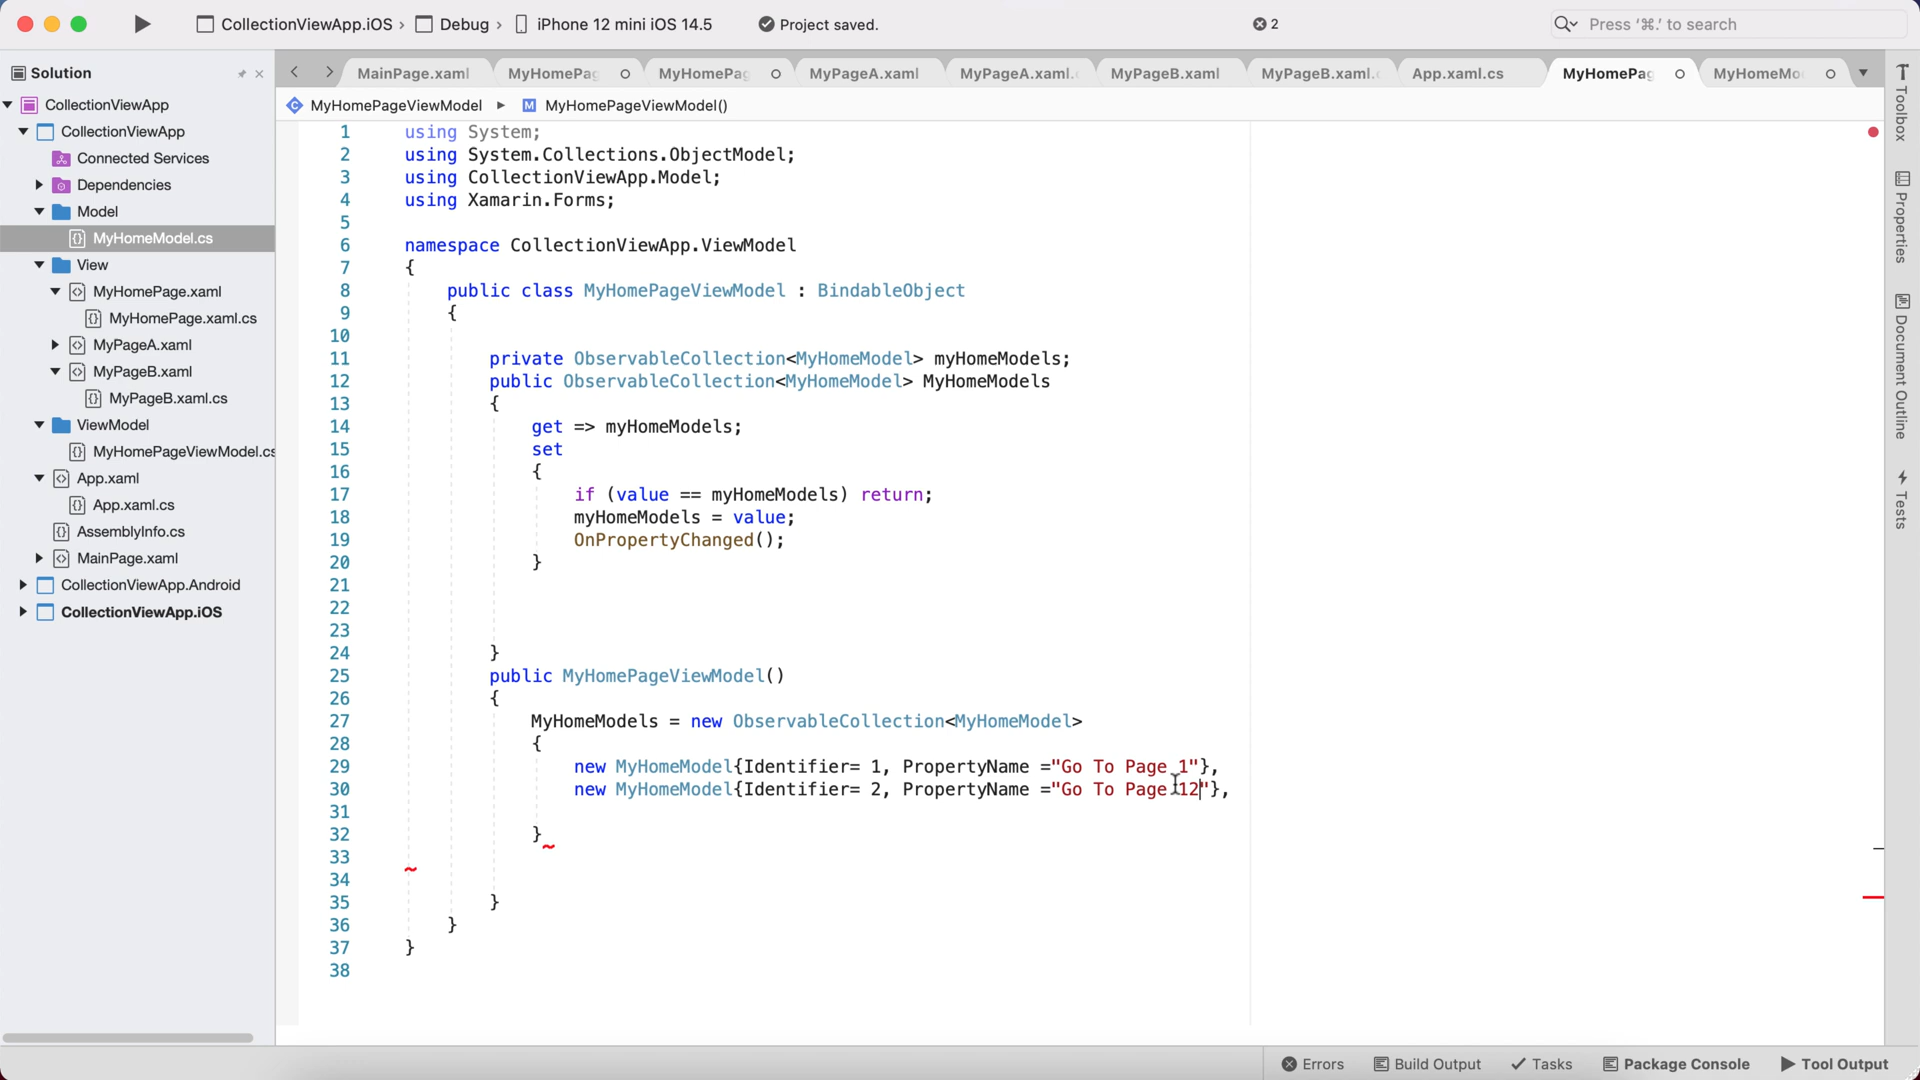 CollectionViewApp.iOS › Debug › iPhone 12 mini iOS 14.5 Project saved. 2 Press ‘⌘.’ to search
Solution
MainPage.xaml MyHomePag MyHomePag MyPageA.xaml MyPageA.xaml.c MyPageB.xaml MyPageB.xaml.c App.xaml.cs MyHomePag MyHomeMo
MyHomePageViewModel ▸ M MyHomePageViewModel()
CollectionViewApp
CollectionViewApp
Connected Services
Dependencies
Model
MyHomeModel.cs
View
MyHomePage.xaml
MyHomePage.xaml.cs
MyPageA.xaml
MyPageB.xaml
MyPageB.xaml.cs
ViewModel
MyHomePageViewModel.cs
App.xaml
App.xaml.cs
AssemblyInfo.cs
MainPage.xaml
CollectionViewApp.Android
CollectionViewApp.iOS
1 using System;
2 using System.Collections.ObjectModel;
3 using CollectionViewApp.Model;
4 using Xamarin.Forms;
5
6 namespace CollectionViewApp.ViewModel
7 {
8 public class MyHomePageViewModel : BindableObject
9 {
10
11 private ObservableCollection<MyHomeModel> myHomeModels;
12 public ObservableCollection<MyHomeModel> MyHomeModels
13 {
14 get => myHomeModels;
15 set
16 {
17 if (value == myHomeModels) return;
18 myHomeModels = value;
19 OnPropertyChanged();
20 }
21
22
23
24 }
25 public MyHomePageViewModel()
26 {
27 MyHomeModels = new ObservableCollection<MyHomeModel>
28 {
29 new MyHomeModel{Identifier= 1, PropertyName ="Go To Page 1"},
30 new MyHomeModel{Identifier= 2, PropertyName ="Go To Page 12"},
31
32 }
33
34
35 }
36 }
37 }
38
Toolbox
Properties
Document Outline
Tests
Errors Build Output Tasks Package Console Tool Output